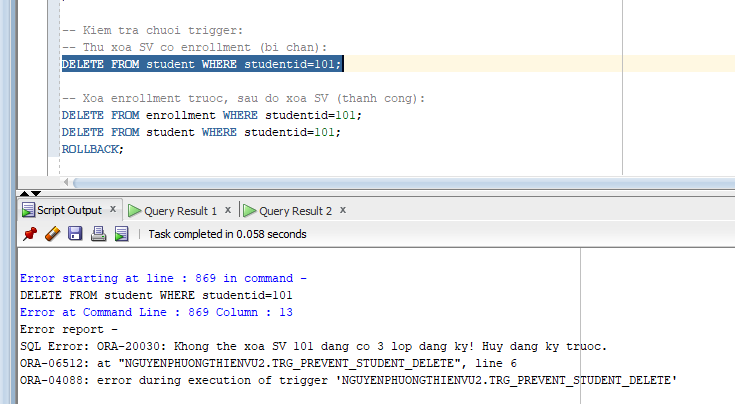 -- Kiem tra chuoi trigger:
-- Thu xoa SV co enrollment (bi chan):
DELETE FROM student WHERE studentid=101;
-- Xoa enrollment truoc, sau do xoa SV (thanh cong):
DELETE FROM enrollment WHERE studentid=101;
DELETE FROM student WHERE studentid=101;
ROLLBACK;
Script Output x Query Result 1 x Query Result 2 x
Task completed in 0.058 seconds
Error starting at line : 869 in command -
DELETE FROM student WHERE studentid=101
Error at Command Line : 869 Column : 13
Error report -
SQL Error: ORA-20030: Khong the xoa SV 101 dang co 3 lop dang ky! Huy dang ky truoc.
ORA-06512: at "NGUYENPHUONGTHIENVU2.TRG_PREVENT_STUDENT_DELETE", line 6
ORA-04088: error during execution of trigger 'NGUYENPHUONGTHIENVU2.TRG_PREVENT_STUDENT_DELETE'